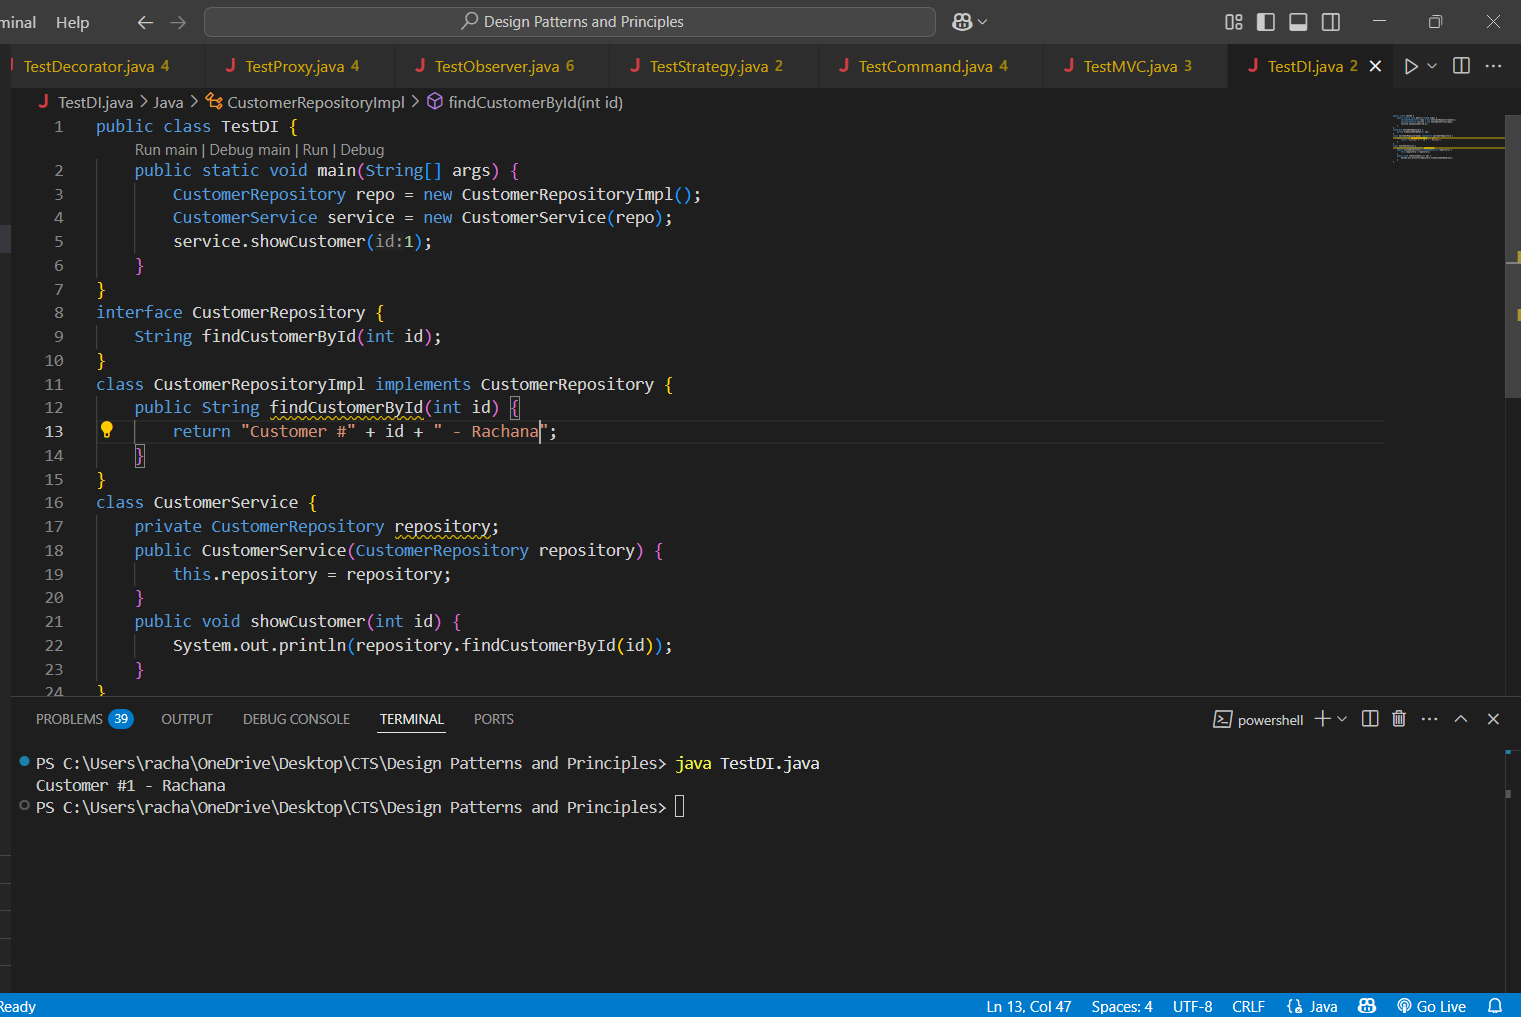 minal Help Design Patterns and Principles
TestDecorator.java 4 TestProxy.java 4 TestObserver.java 6 TestStrategy.java 2 TestCommand.java 4 TestMVC.java 3 TestDI.java 2
TestDI.java > Java > CustomerRepositoryImpl > findCustomerById(int id)
1 public class TestDI {
Run main | Debug main | Run | Debug
2 public static void main(String[] args) {
3 CustomerRepository repo = new CustomerRepositoryImpl();
4 CustomerService service = new CustomerService(repo);
5 service.showCustomer(id:1);
6 }
7 }
8 interface CustomerRepository {
9 String findCustomerById(int id);
10 }
11 class CustomerRepositoryImpl implements CustomerRepository {
12 public String findCustomerById(int id) {
13 return "Customer #" + id + " - Rachana";
14 }
15 }
16 class CustomerService {
17 private CustomerRepository repository;
18 public CustomerService(CustomerRepository repository) {
19 this.repository = repository;
20 }
21 public void showCustomer(int id) {
22 System.out.println(repository.findCustomerById(id));
23 }
24 }
PROBLEMS 39 OUTPUT DEBUG CONSOLE TERMINAL PORTS powershell
PS C:\Users\racha\OneDrive\Desktop\CTS\Design Patterns and Principles> java TestDI.java
Customer #1 - Rachana
PS C:\Users\racha\OneDrive\Desktop\CTS\Design Patterns and Principles>
Ready Ln 13, Col 47 Spaces: 4 UTF-8 CRLF Java Go Live